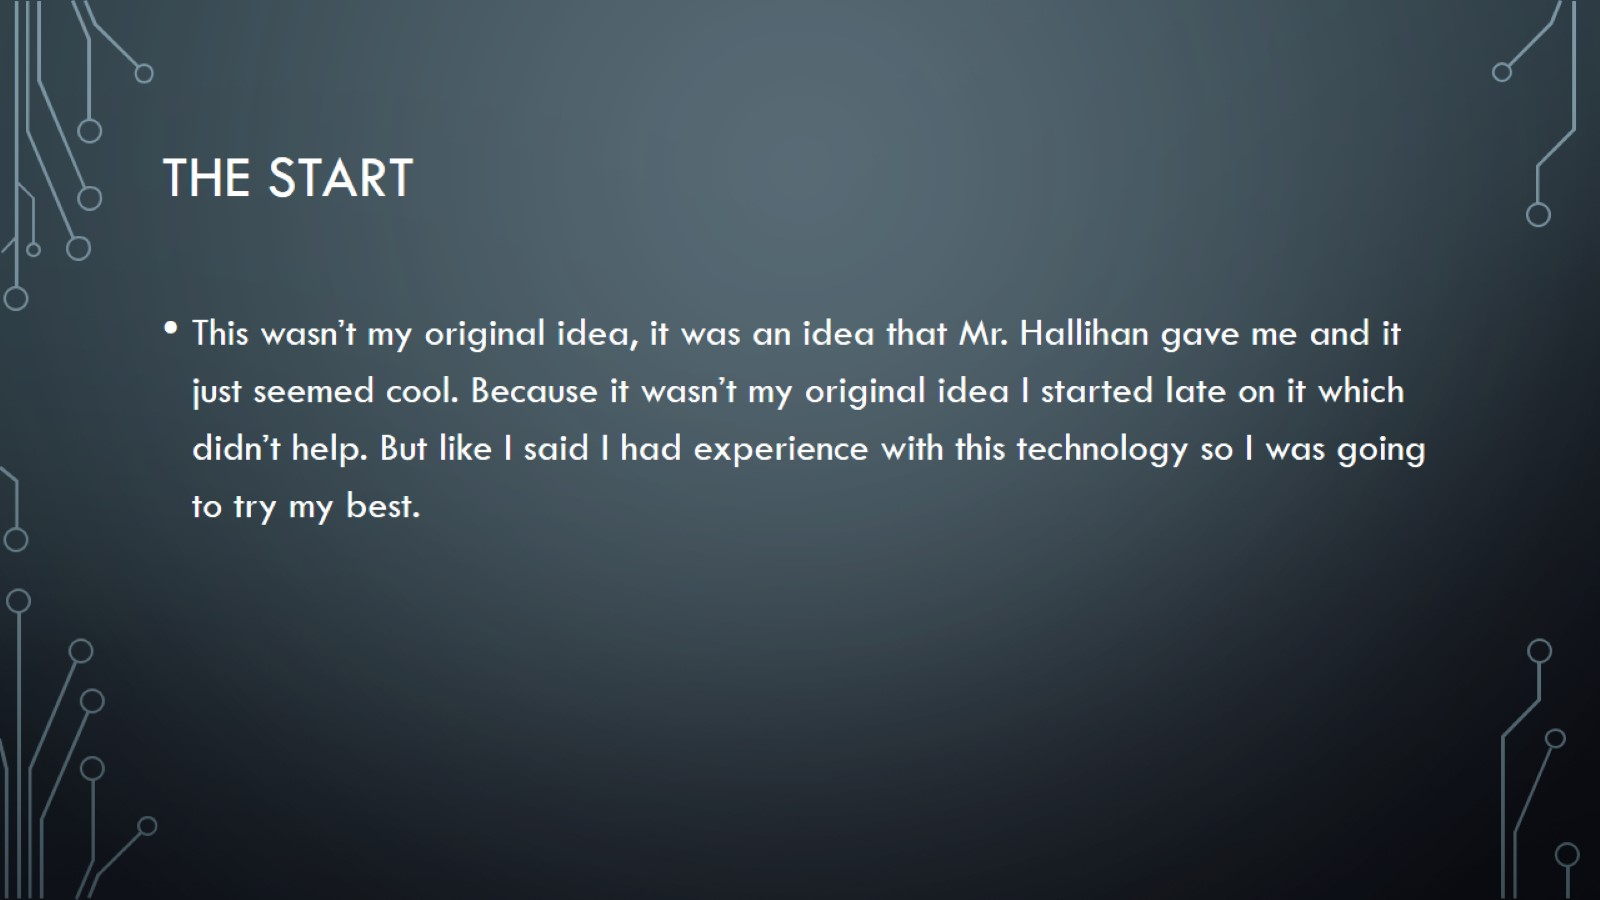 THE START
• This wasn’t my original idea, it was an idea that Mr. Hallihan gave me and it
just seemed cool. Because it wasn’t my original idea I started late on it which
didn’t help. But like I said I had experience with this technology so I was going
to try my best.